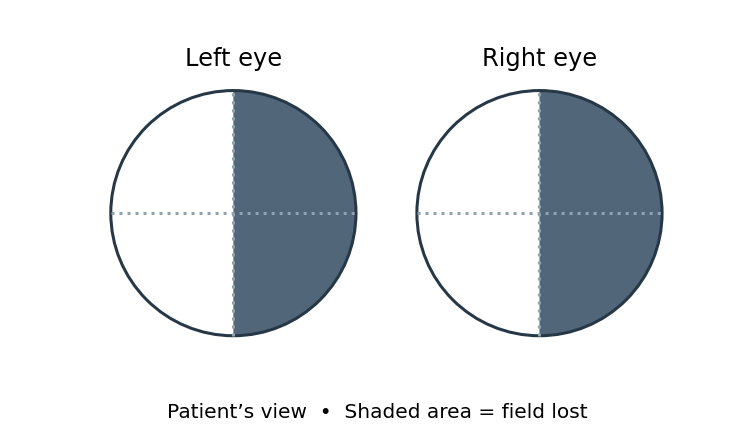 Left eye
Right eye
Patient’s view • Shaded area = field lost